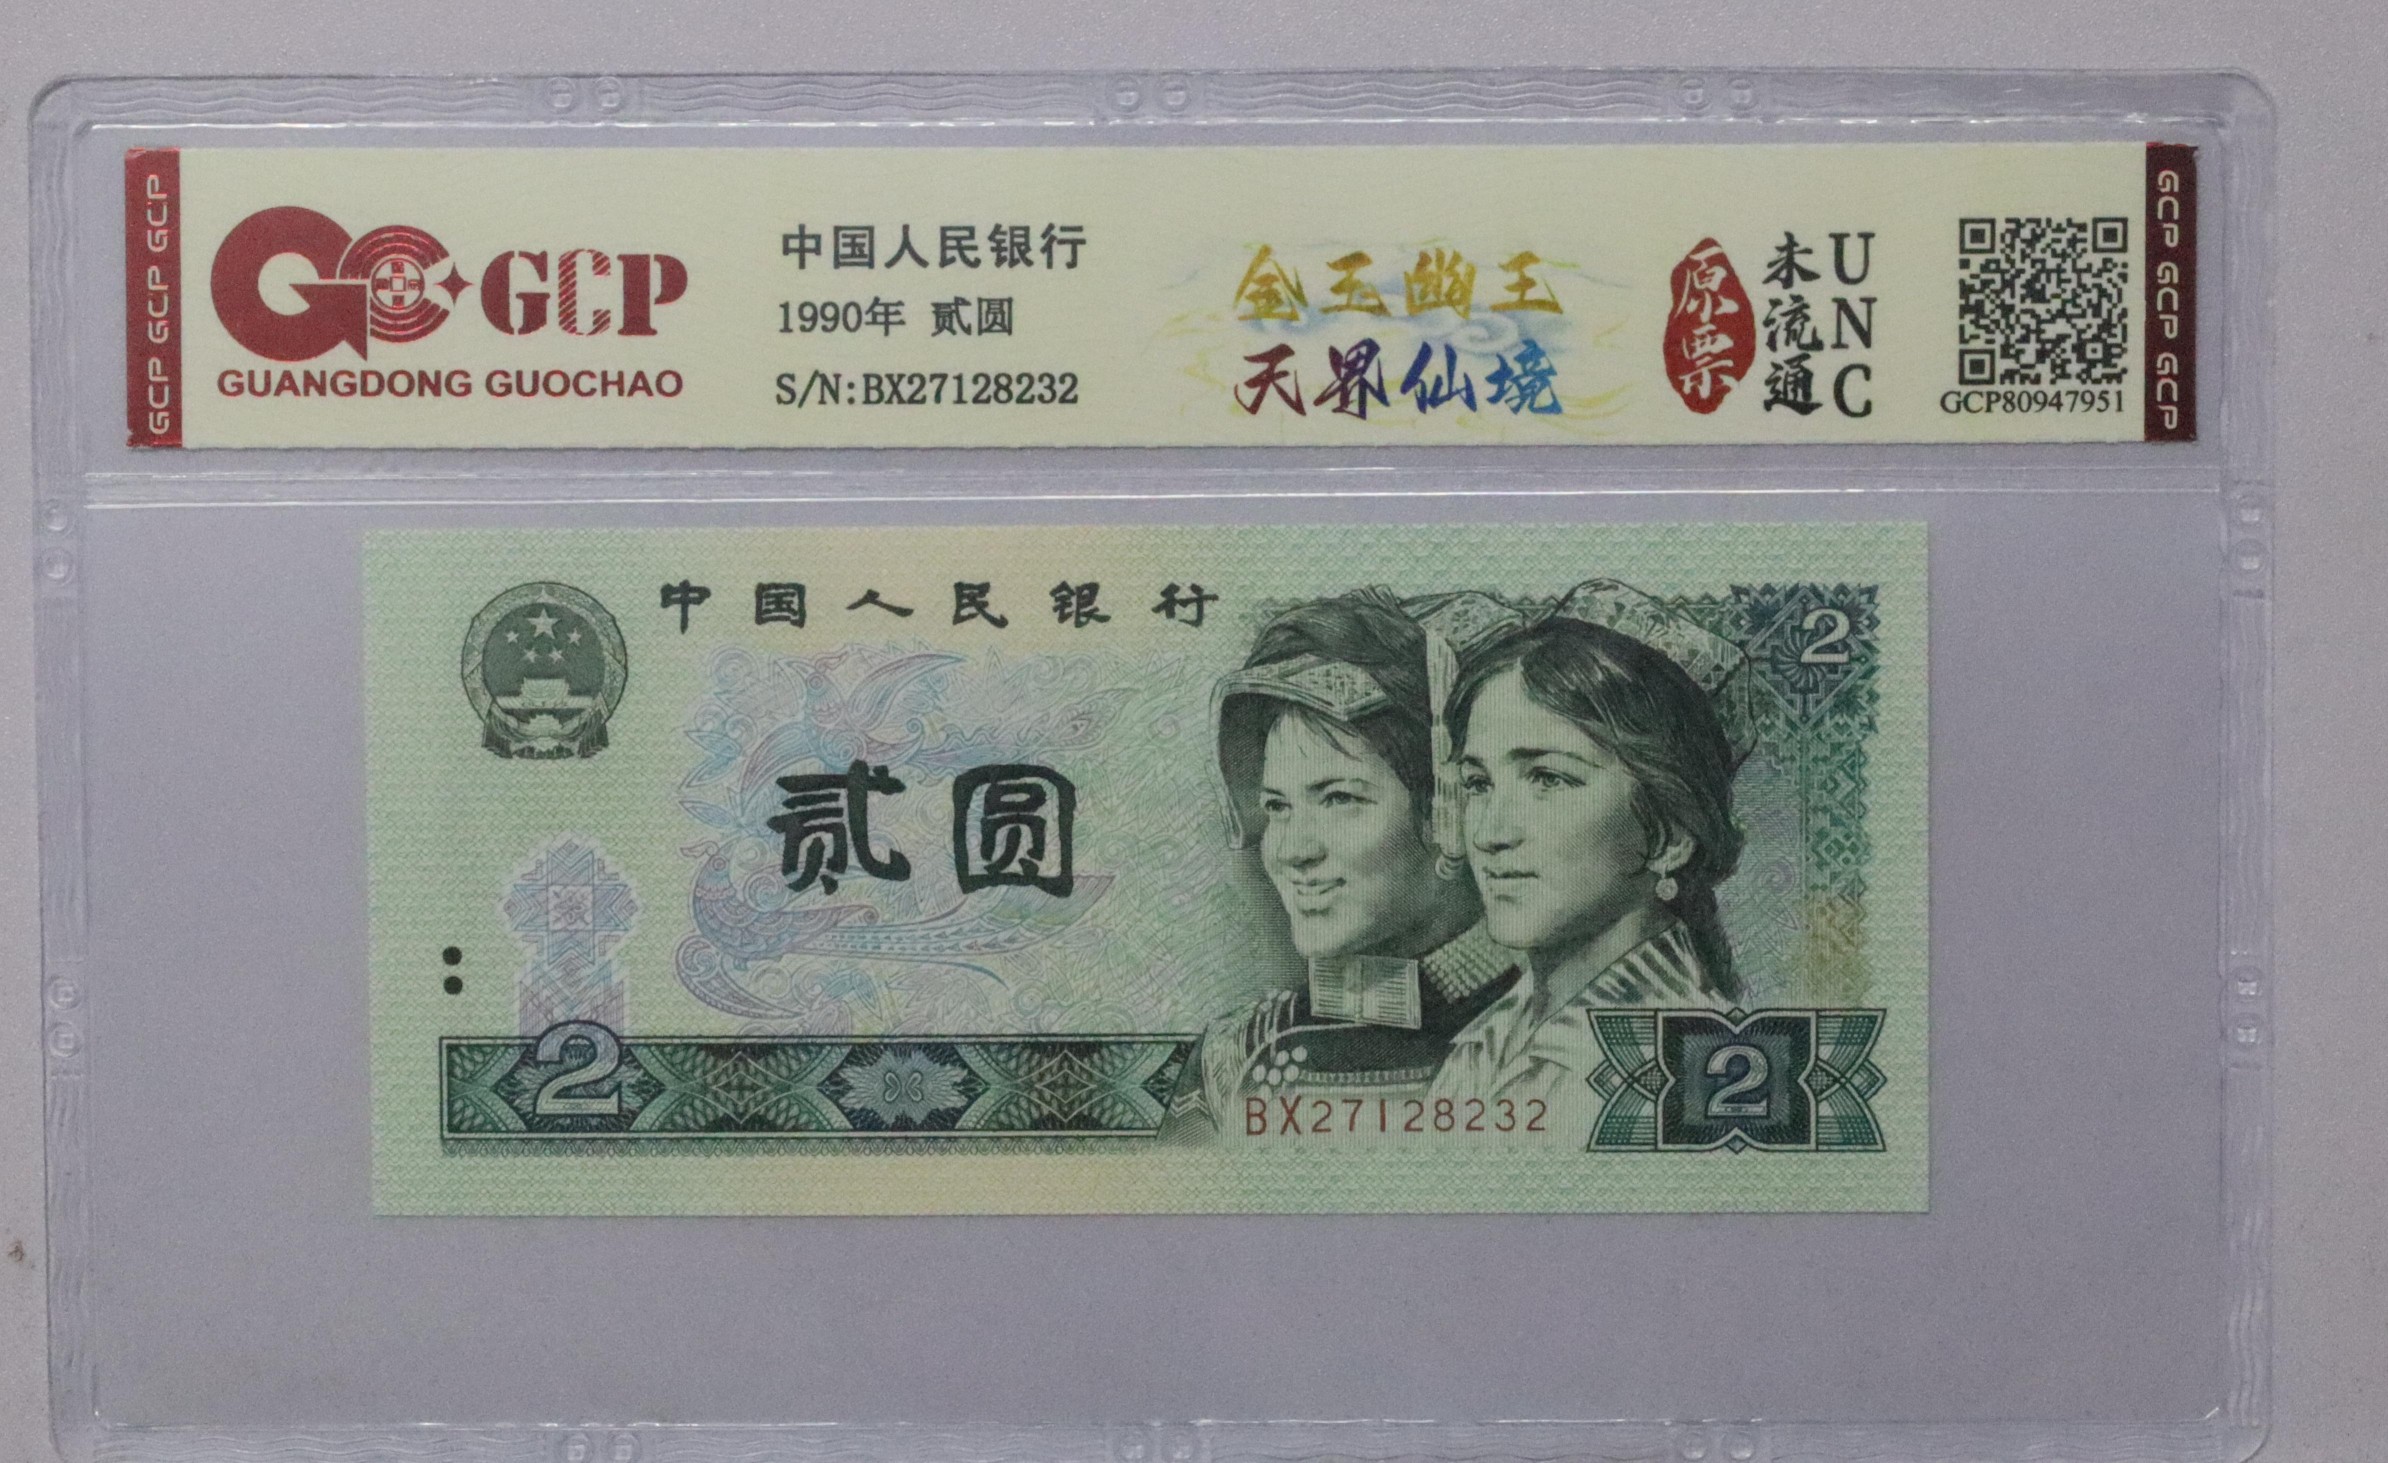 GCP GCP GCP
GCP
GUANGDONG GUOCHAO
中国人民银行
1990年 贰圆
S/N:BX27128232
金玉幽王
天界仙境
原票
未流通
UNC
GCP80947951
GCP GCP GCP
中国人民银行
2
贰圆
2
BX27128232
2